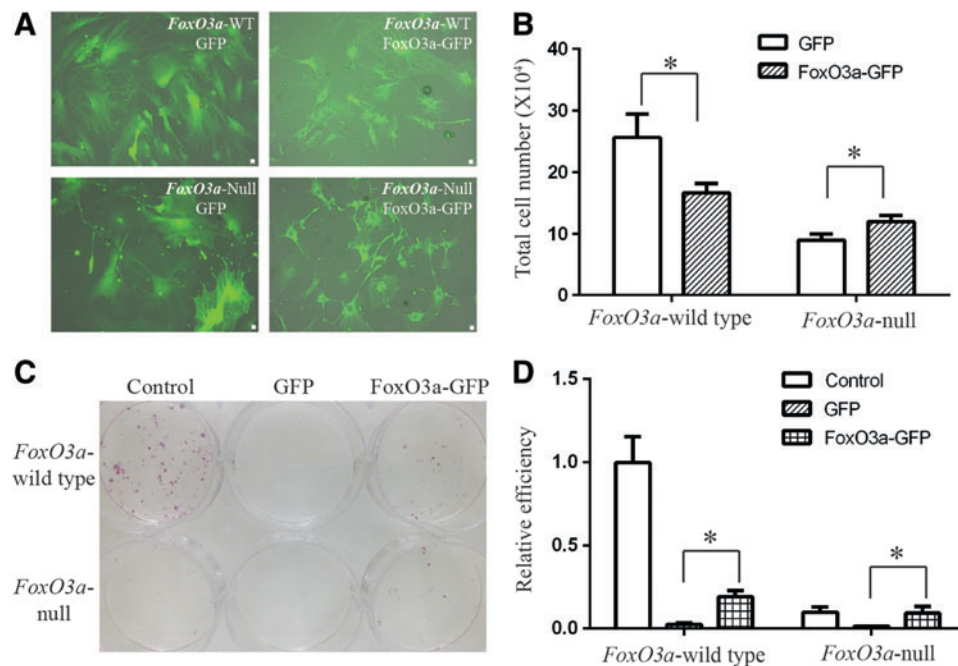 A
FoxO3a-WT
GFP
FoxO3a-WT
FoxO3a-GFP
FoxO3a-Null
GFP
FoxO3a-Null
FoxO3a-GFP
B
Total cell number (X10⁴)
40
30
20
10
0
GFP
FoxO3a-GFP
*
*
FoxO3a-wild type
FoxO3a-null
C
Control
GFP
FoxO3a-GFP
FoxO3a-
wild type
FoxO3a-
null
D
Relative efficiency
1.5
1.0
0.5
0.0
Control
GFP
FoxO3a-GFP
*
*
FoxO3a-wild type
FoxO3a-null